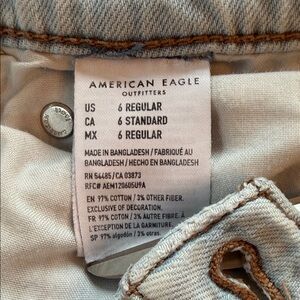 AMERICAN EAGLE
OUTFITTERS
US 6 REGULAR
CA 6 STANDARD
MX 6 REGULAR
MADE IN BANGLADESH / FABRIQUÉ AU
BANGLADESH / HECHO EN BANGLADESH
RN 54485/ CA 03873
RFC# AEM120605U9A
EN 97% COTTON / 3% OTHER FIBER.
EXCLUSIVE OF DECORATION.
FR 97% COTON / 3% AUTRE FIBRE. À
L'EXCEPTION DE LA GARNITURE.
SP 97% algodón / 3% otras.